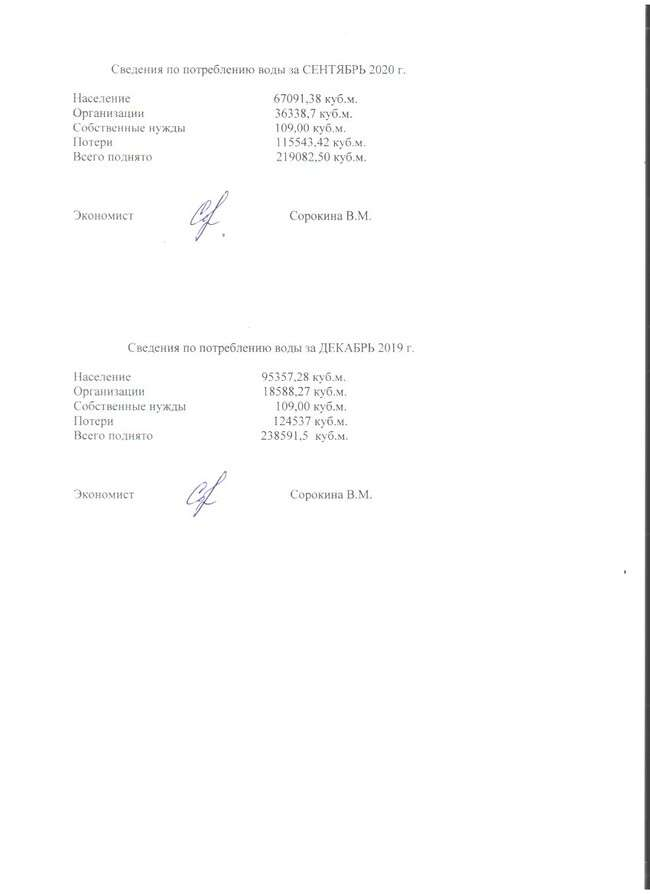 Сведения по потреблению воды за СЕНТЯБРЬ 2020 г.
Население 67091,38 куб.м.
Организации 36338,7 куб.м.
Собственные нужды 109,00 куб.м.
Потери 115543,42 куб.м.
Всего поднято 219082,50 куб.м.
Экономист Сорокина В.М.
Сведения по потреблению воды за ДЕКАБРЬ 2019 г.
Население 95357,28 куб.м.
Организации 18588,27 куб.м.
Собственные нужды 109,00 куб.м.
Потери 124537 куб.м.
Всего поднято 238591,5 куб.м.
Экономист Сорокина В.М.